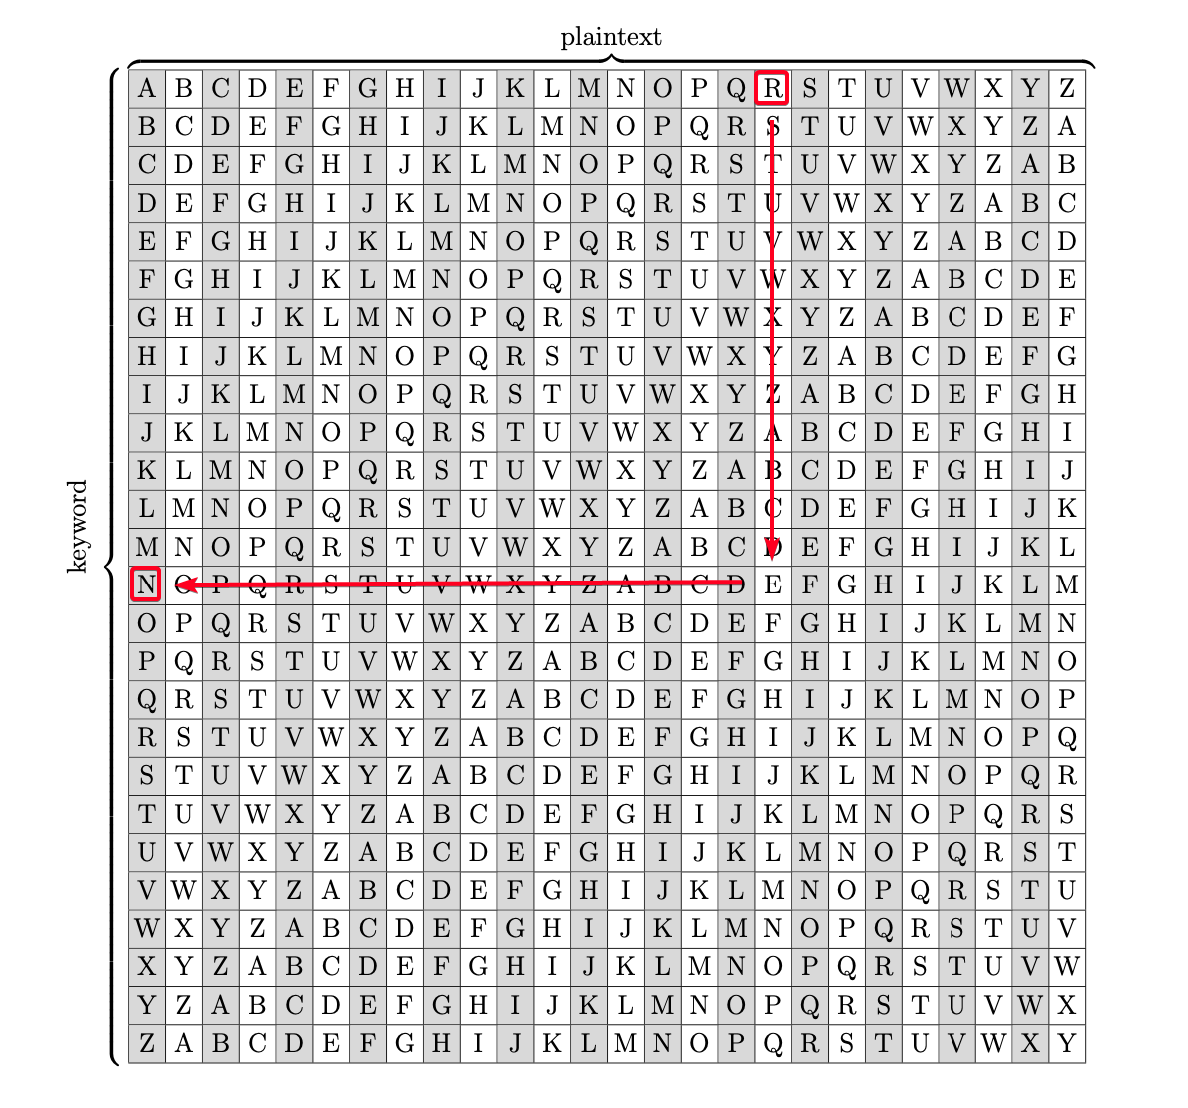 plaintext
A B C D E F G H I J K L M N O P Q R S T U V W X Y Z
B C D E F G H I J K L M N O P Q R S T U V W X Y Z A
C D E F G H I J K L M N O P Q R S T U V W X Y Z A B
D E F G H I J K L M N O P Q R S T U V W X Y Z A B C
E F G H I J K L M N O P Q R S T U V W X Y Z A B C D
F G H I J K L M N O P Q R S T U V W X Y Z A B C D E
G H I J K L M N O P Q R S T U V W X Y Z A B C D E F
H I J K L M N O P Q R S T U V W X Y Z A B C D E F G
I J K L M N O P Q R S T U V W X Y Z A B C D E F G H
J K L M N O P Q R S T U V W X Y Z A B C D E F G H I
K L M N O P Q R S T U V W X Y Z A B C D E F G H I J
L M N O P Q R S T U V W X Y Z A B C D E F G H I J K
M N O P Q R S T U V W X Y Z A B C D E F G H I J K L
N O P Q R S T U V W X Y Z A B C D E F G H I J K L M
O P Q R S T U V W X Y Z A B C D E F G H I J K L M N
P Q R S T U V W X Y Z A B C D E F G H I J K L M N O
Q R S T U V W X Y Z A B C D E F G H I J K L M N O P
R S T U V W X Y Z A B C D E F G H I J K L M N O P Q
S T U V W X Y Z A B C D E F G H I J K L M N O P Q R
T U V W X Y Z A B C D E F G H I J K L M N O P Q R S
U V W X Y Z A B C D E F G H I J K L M N O P Q R S T
V W X Y Z A B C D E F G H I J K L M N O P Q R S T U
W X Y Z A B C D E F G H I J K L M N O P Q R S T U V
X Y Z A B C D E F G H I J K L M N O P Q R S T U V W
Y Z A B C D E F G H I J K L M N O P Q R S T U V W X
Z A B C D E F G H I J K L M N O P Q R S T U V W X Y
keyword